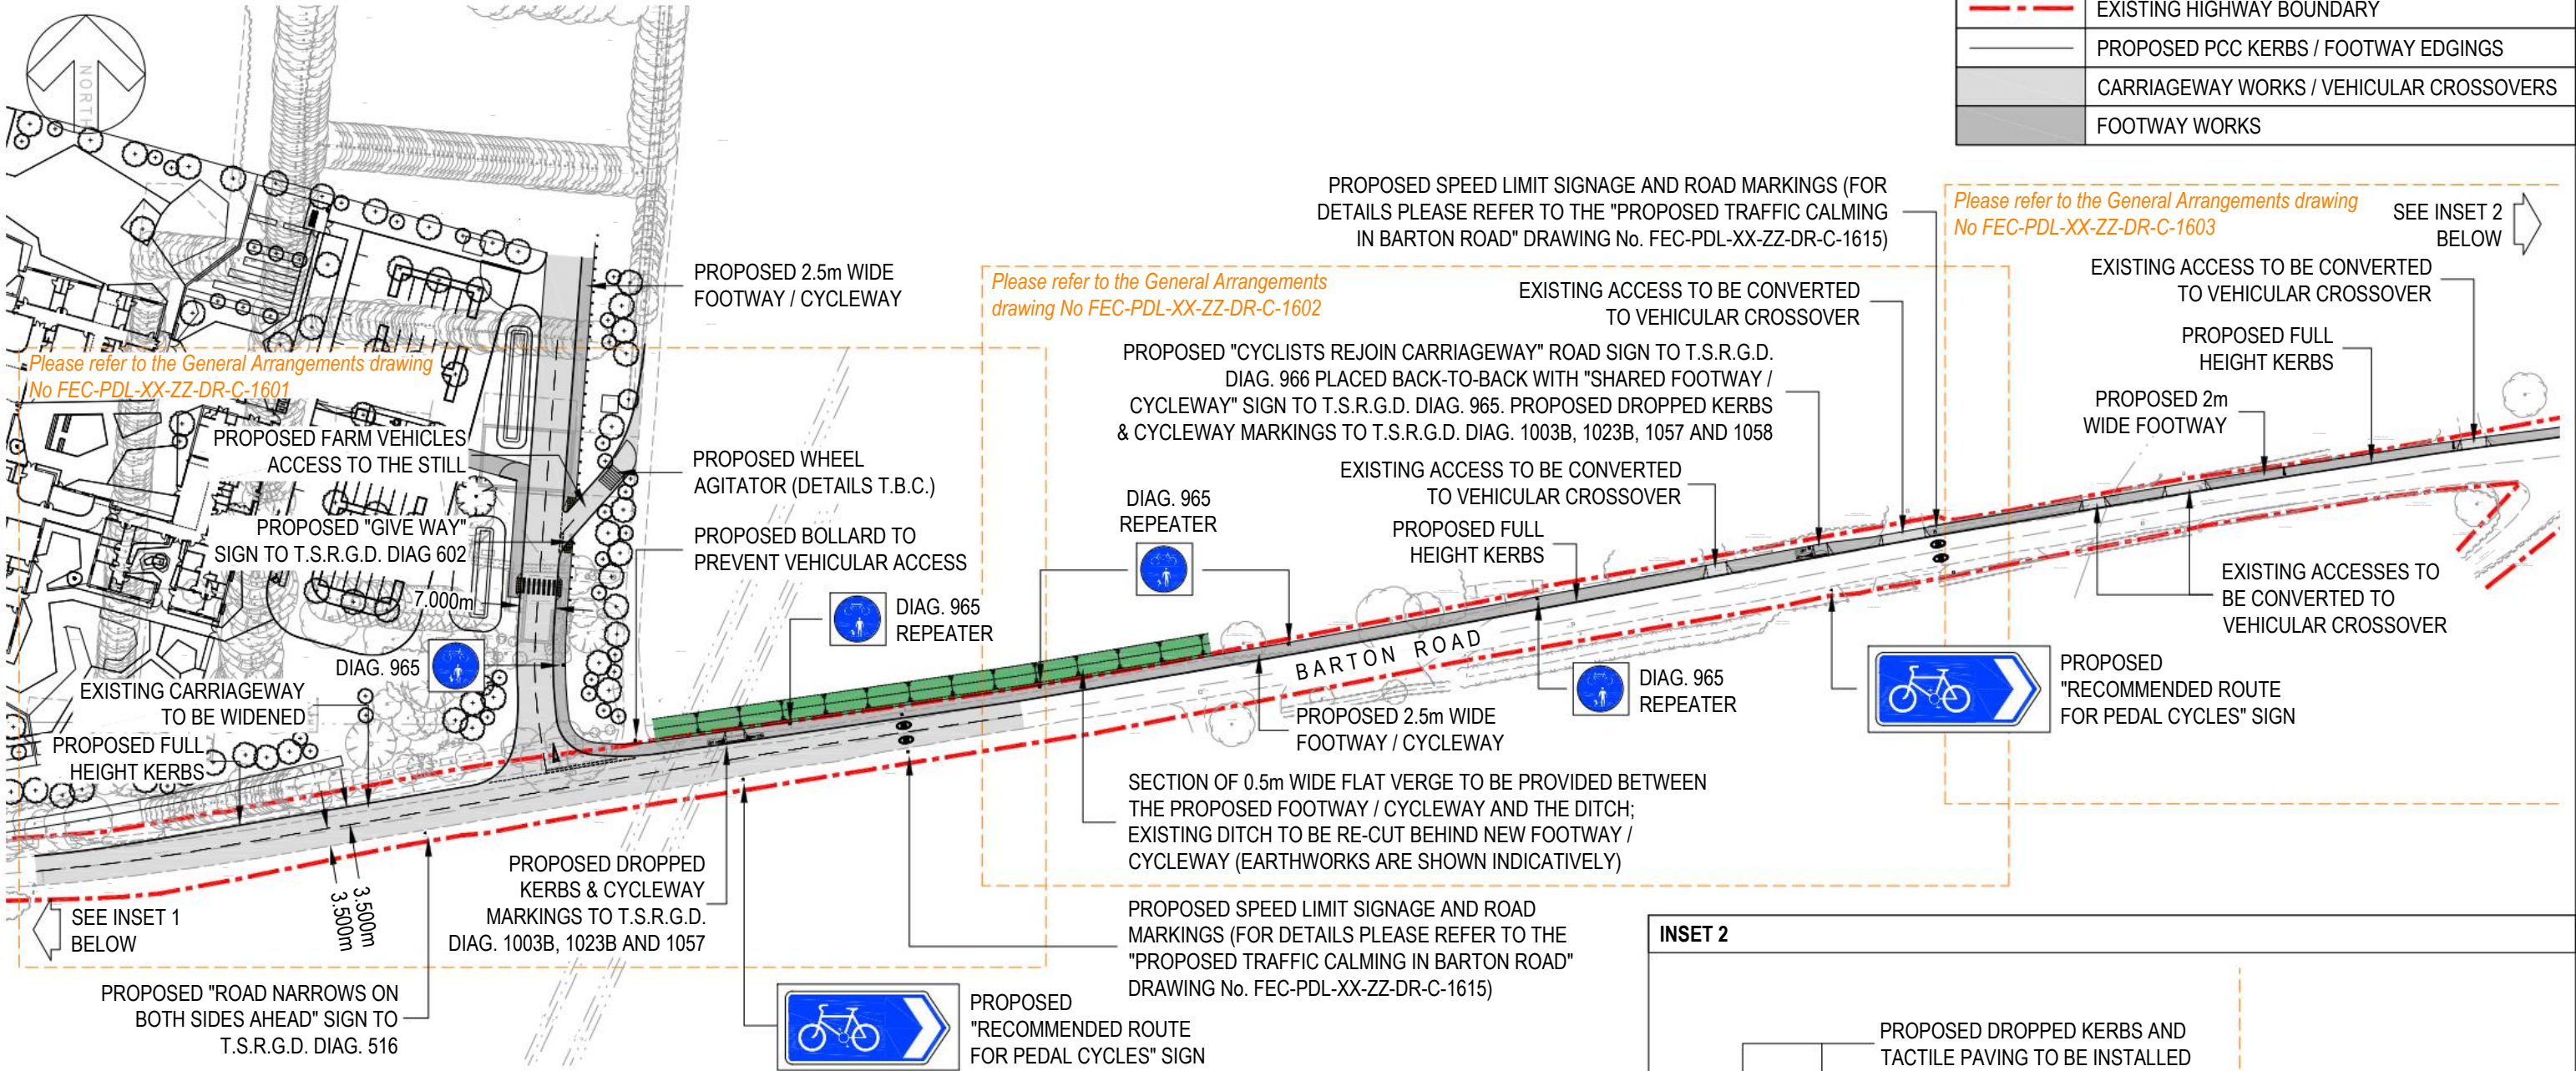 EXISTING HIGHWAY BOUNDARY
PROPOSED PCC KERBS / FOOTWAY EDGINGS
CARRIAGEWAY WORKS / VEHICULAR CROSSOVERS
FOOTWAY WORKS
NORTH
PROPOSED SPEED LIMIT SIGNAGE AND ROAD MARKINGS (FOR
DETAILS PLEASE REFER TO THE "PROPOSED TRAFFIC CALMING
IN BARTON ROAD" DRAWING No. FEC-PDL-XX-ZZ-DR-C-1615)
Please refer to the General Arrangements drawing
No FEC-PDL-XX-ZZ-DR-C-1603
SEE INSET 2
BELOW
PROPOSED 2.5m WIDE
FOOTWAY / CYCLEWAY
Please refer to the General Arrangements
drawing No FEC-PDL-XX-ZZ-DR-C-1602
EXISTING ACCESS TO BE CONVERTED
TO VEHICULAR CROSSOVER
EXISTING ACCESS TO BE CONVERTED
TO VEHICULAR CROSSOVER
PROPOSED FULL
HEIGHT KERBS
PROPOSED 2m
WIDE FOOTWAY
Please refer to the General Arrangements drawing
No FEC-PDL-XX-ZZ-DR-C-1601
PROPOSED "CYCLISTS REJOIN CARRIAGEWAY" ROAD SIGN TO T.S.R.G.D.
DIAG. 966 PLACED BACK-TO-BACK WITH "SHARED FOOTWAY /
CYCLEWAY" SIGN TO T.S.R.G.D. DIAG. 965. PROPOSED DROPPED KERBS
& CYCLEWAY MARKINGS TO T.S.R.G.D. DIAG. 1003B, 1023B, 1057 AND 1058
PROPOSED FARM VEHICLES
ACCESS TO THE STILL
PROPOSED WHEEL
AGITATOR (DETAILS T.B.C.)
EXISTING ACCESS TO BE CONVERTED
TO VEHICULAR CROSSOVER
DIAG. 965
REPEATER
PROPOSED FULL
HEIGHT KERBS
PROPOSED "GIVE WAY"
SIGN TO T.S.R.G.D. DIAG 602
PROPOSED BOLLARD TO
PREVENT VEHICULAR ACCESS
7.000m
DIAG. 965
REPEATER
EXISTING ACCESSES TO
BE CONVERTED TO
VEHICULAR CROSSOVER
BARTON ROAD
DIAG. 965
EXISTING CARRIAGEWAY
TO BE WIDENED
DIAG. 965
REPEATER
PROPOSED
"RECOMMENDED ROUTE
FOR PEDAL CYCLES" SIGN
PROPOSED 2.5m WIDE
FOOTWAY / CYCLEWAY
PROPOSED FULL
HEIGHT KERBS
SECTION OF 0.5m WIDE FLAT VERGE TO BE PROVIDED BETWEEN
THE PROPOSED FOOTWAY / CYCLEWAY AND THE DITCH;
EXISTING DITCH TO BE RE-CUT BEHIND NEW FOOTWAY /
CYCLEWAY (EARTHWORKS ARE SHOWN INDICATIVELY)
3.500m
3.500m
SEE INSET 1
BELOW
PROPOSED DROPPED
KERBS & CYCLEWAY
MARKINGS TO T.S.R.G.D.
DIAG. 1003B, 1023B AND 1057
PROPOSED SPEED LIMIT SIGNAGE AND ROAD
MARKINGS (FOR DETAILS PLEASE REFER TO THE
"PROPOSED TRAFFIC CALMING IN BARTON ROAD"
DRAWING No. FEC-PDL-XX-ZZ-DR-C-1615)
PROPOSED "ROAD NARROWS ON
BOTH SIDES AHEAD" SIGN TO
T.S.R.G.D. DIAG. 516
PROPOSED
"RECOMMENDED ROUTE
FOR PEDAL CYCLES" SIGN
INSET 2
PROPOSED DROPPED KERBS AND
TACTILE PAVING TO BE INSTALLED